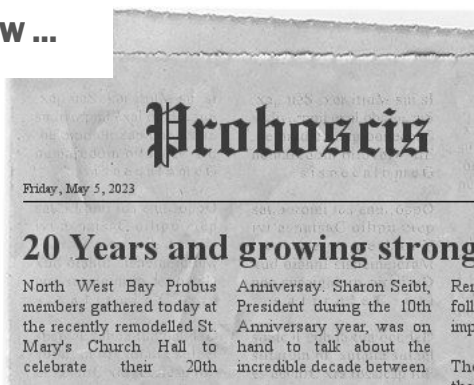 w ...
Proboscis
Friday, May 5, 2023
20 Years and growing strong
North West Bay Probus
members gathered today at
the recently remodelled St.
Mary's Church Hall to
celebrate their 20th
Anniversay. Sharon Seibt,
President during the 10th
Anniversary year, was on
hand to talk about the
incredible decade between